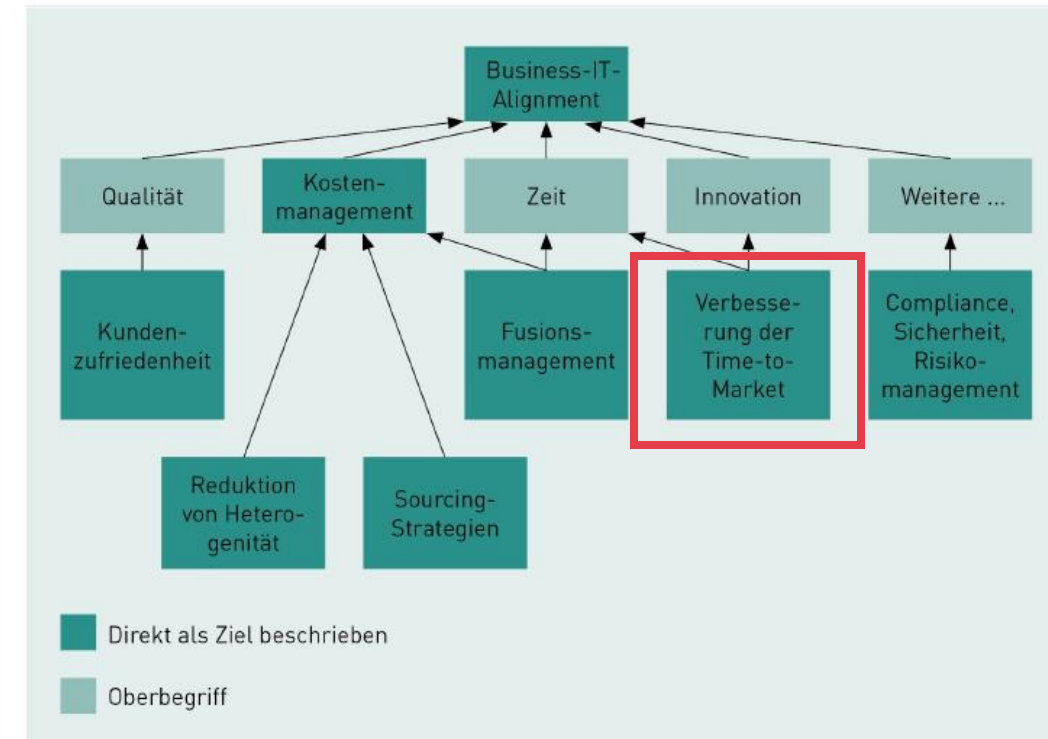 Business-IT-
Alignment
Qualität
Kosten-
management
Zeit
Innovation
Weitere ...
Kunden-
zufriedenheit
Fusions-
management
Verbesse-
rung der
Time-to-
Market
Compliance,
Sicherheit,
Risiko-
management
Reduktion
von Hetero-
genität
Sourcing-
Strategien
Direkt als Ziel beschrieben
Oberbegriff